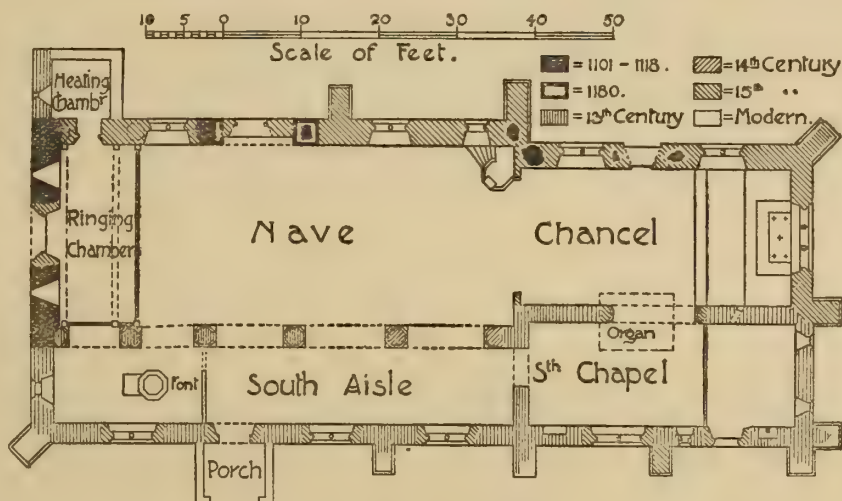 10 5 0 10 20 30 40 50
Scale of Feet.
= 1101 - 1118. = 14th Century
= 1180. = 15th "
= 13th Century = Modern.
Heating
Chambr
Ringing
Chamber
Nave
Chancel
Organ
Font
South Aisle
Sth Chapel
Porch